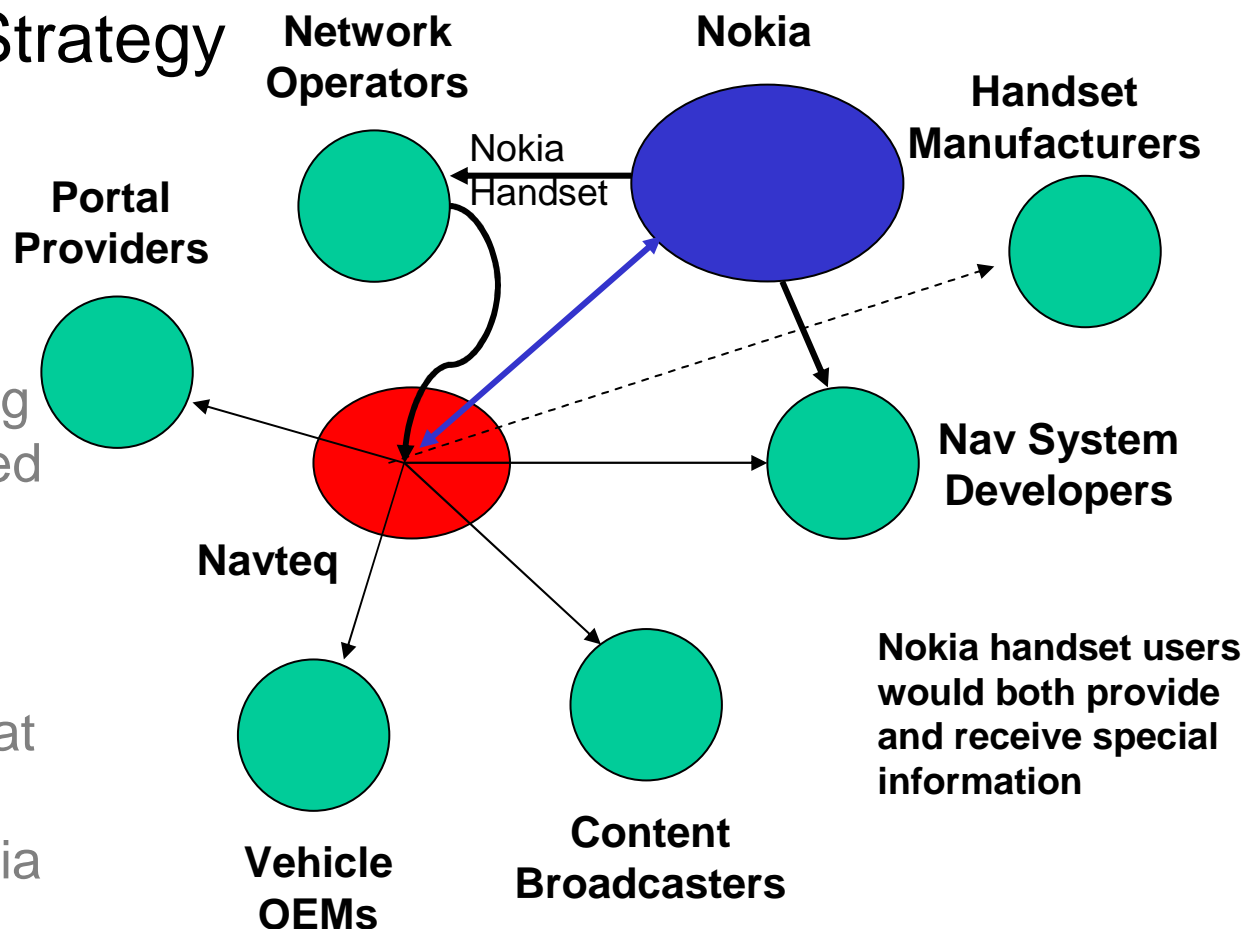 Strategy
Network
Operators
Nokia
Handset
Manufacturers
Nokia
Handset
Portal
Providers
Nav System
Developers
Navteq
Nokia handset users
would both provide
and receive special
information
Content
Broadcasters
Vehicle
OEMs